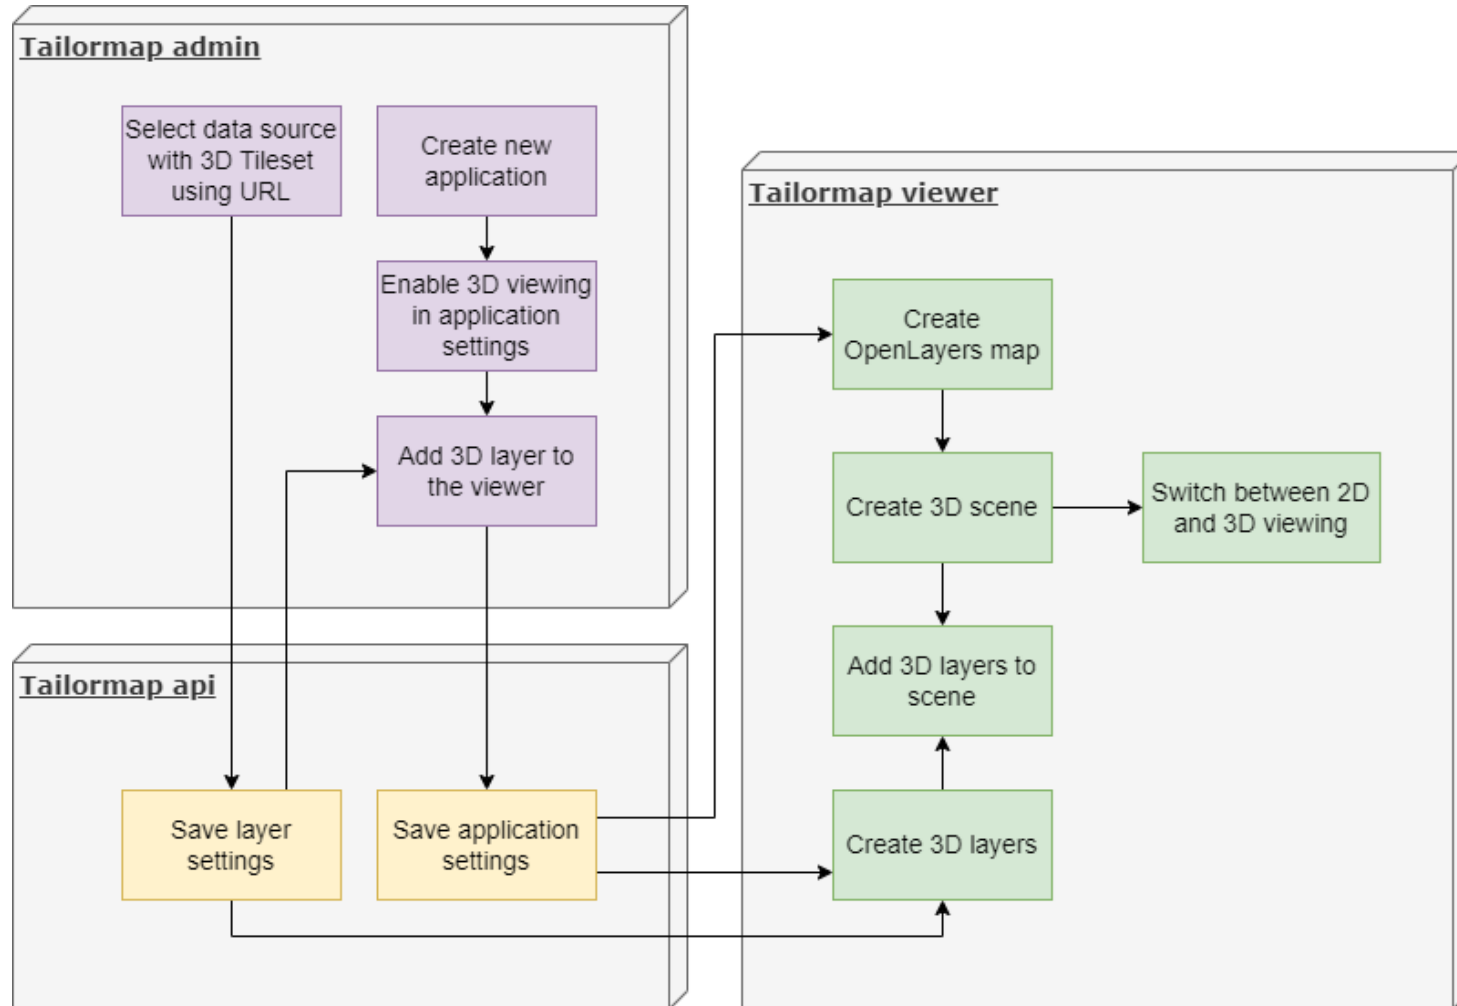 Tailormap admin
Select data source
with 3D Tileset
using URL
Create new
application
Enable 3D viewing
in application
settings
Add 3D layer to
the viewer
Tailormap api
Save layer
settings
Save application
settings
Tailormap viewer
Create
OpenLayers map
Create 3D scene
Switch between 2D
and 3D viewing
Add 3D layers to
scene
Create 3D layers